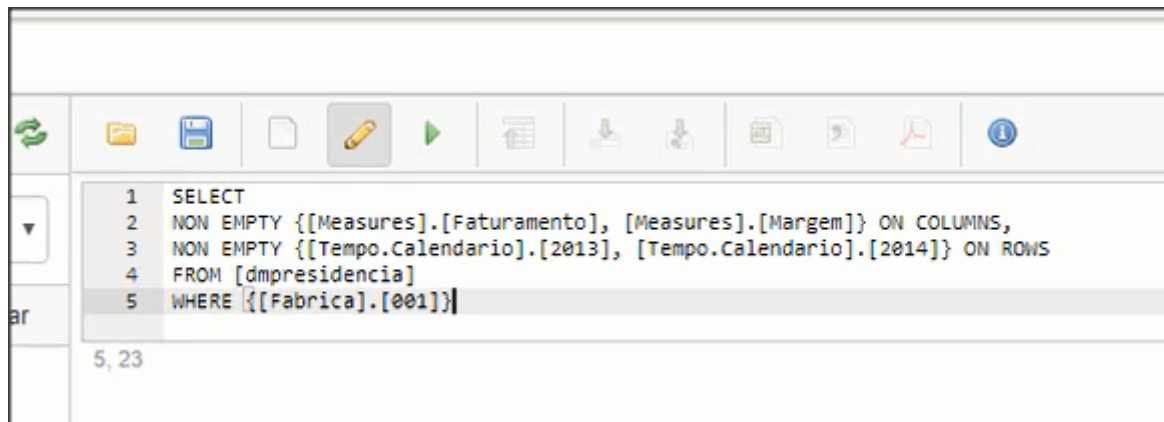 ar
1 SELECT
2 NON EMPTY {[Measures].[Faturamento], [Measures].[Margem]} ON COLUMNS,
3 NON EMPTY {[Tempo.Calendario].[2013], [Tempo.Calendario].[2014]} ON ROWS
4 FROM [dmpresidencia]
5 WHERE {[Fabrica].[001]}
5, 23